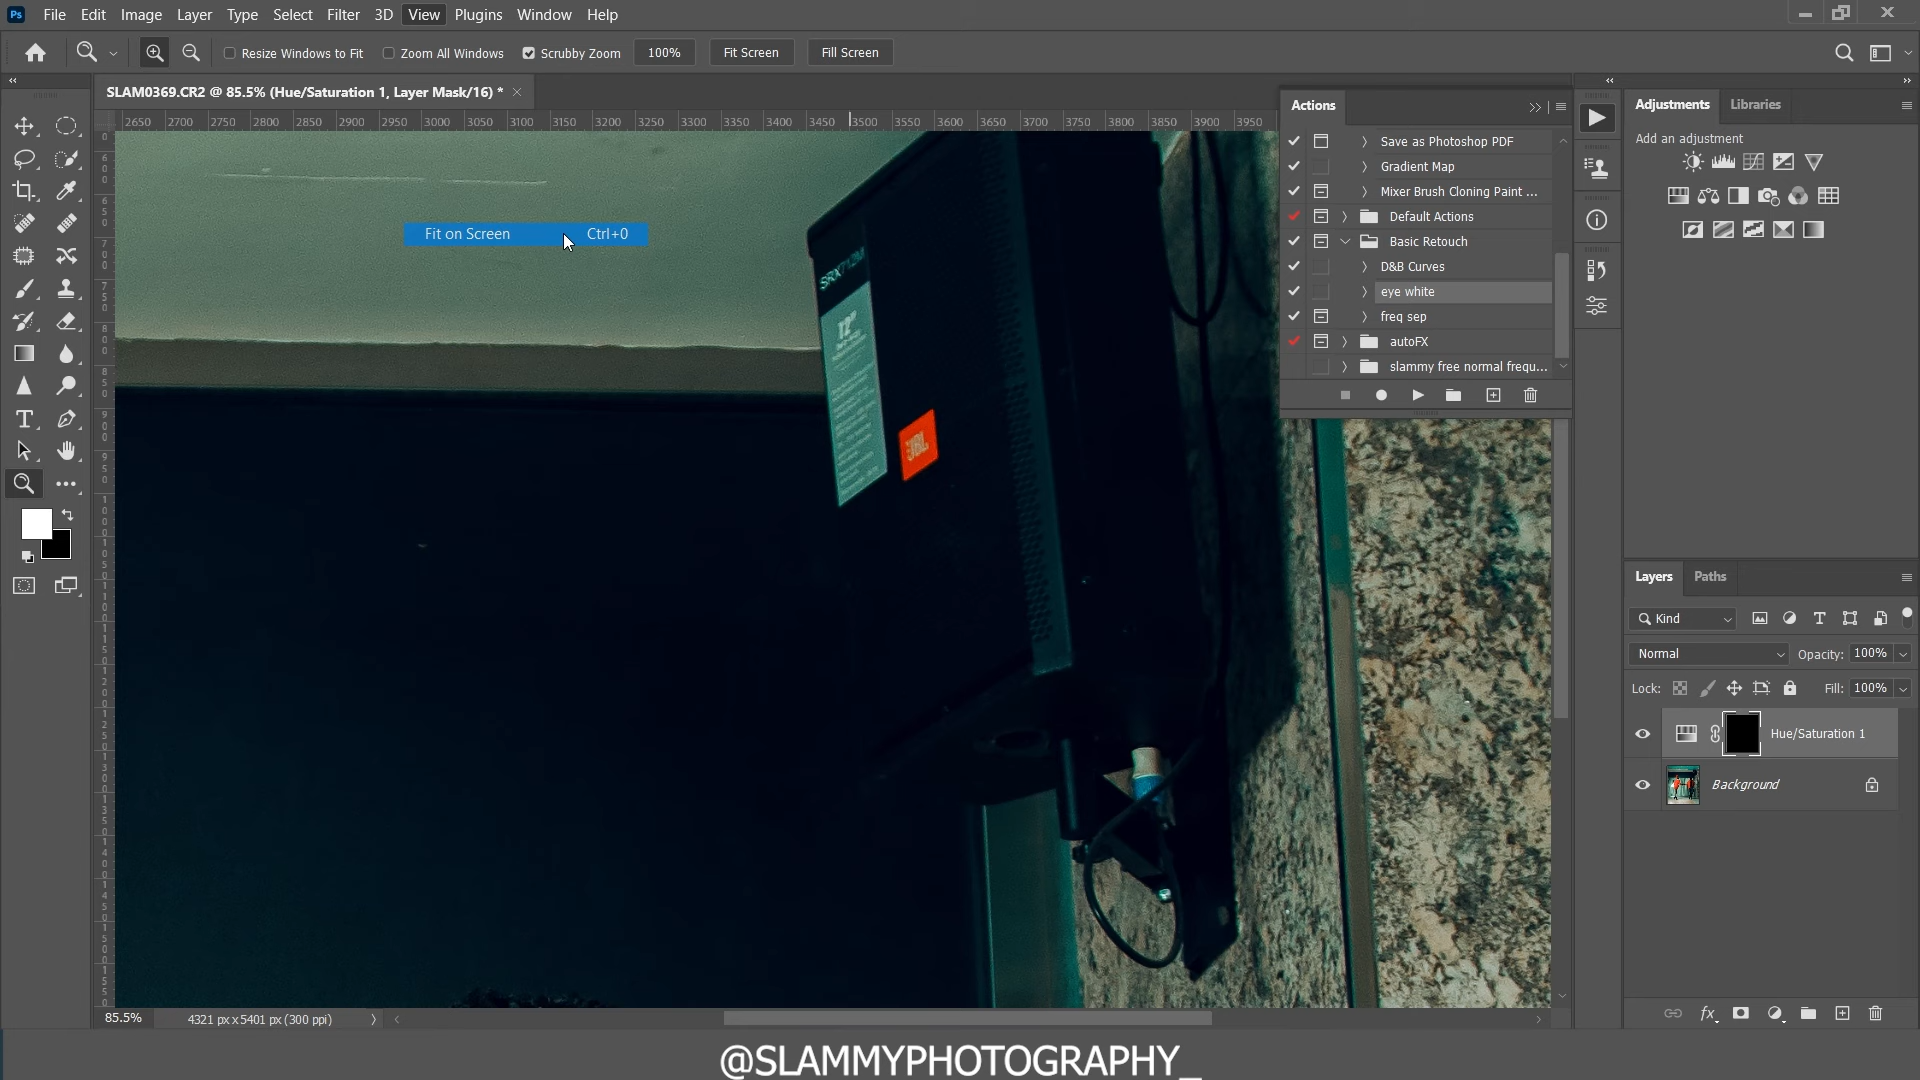 File Edit Image Layer Type Select Filter 3D View Plugins Window Help
Resize Windows to Fit Zoom All Windows Scrubby Zoom 100% Fit Screen Fill Screen
SLAM0369.CR2 @ 85.5% (Hue/Saturation 1, Layer Mask/16) *
2650 2700 2750 2800 2850 2900 2950 3000 3050 3100 3150 3200 3250 3300 3350 3400 3450 3500 3550 3600 3650 3700 3750 3800 3850 3900 3950
Fit on Screen Ctrl+0
12"
JBL
Actions
Save as Photoshop PDF
Gradient Map
Mixer Brush Cloning Paint ...
Default Actions
Basic Retouch
D&B Curves
eye white
freq sep
autoFX
slammy free normal frequ...
Adjustments Libraries
Add an adjustment
Layers Paths
Kind
Normal Opacity: 100%
Lock: Fill: 100%
Hue/Saturation 1
Background
85.5% 4321 px x 5401 px (300 ppi)
@SLAMMYPHOTOGRAPHY_